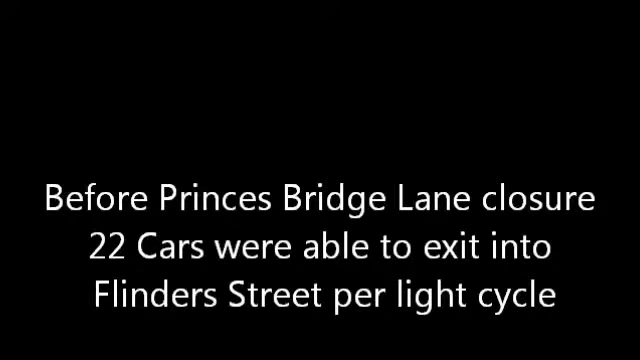 Before Princes Bridge Lane closure
22 Cars were able to exit into
Flinders Street per light cycle